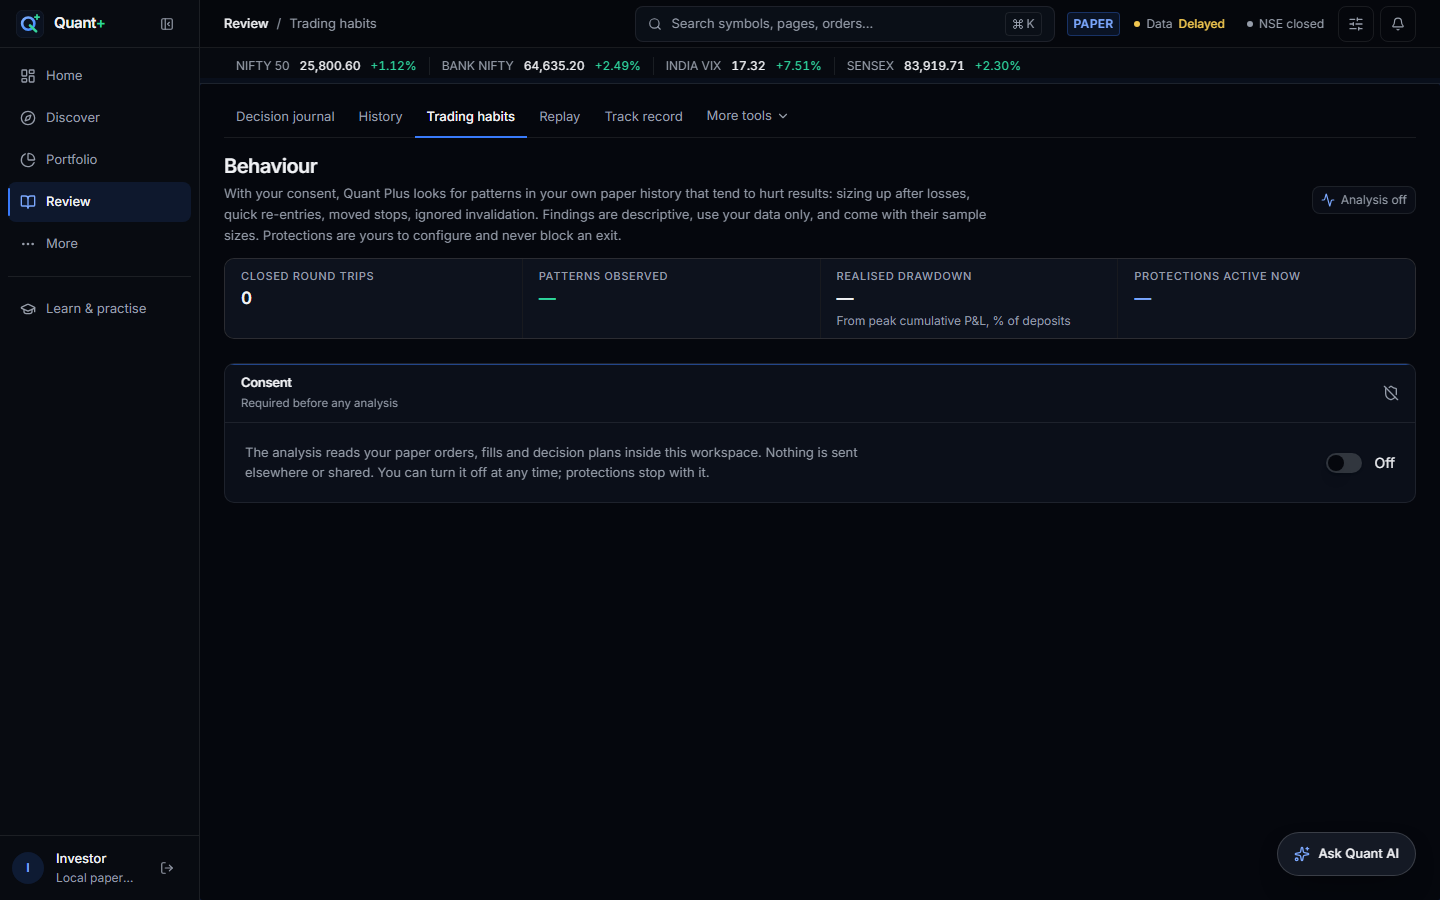 Quant+
Review / Trading habits
Search symbols, pages, orders...
⌘ K
PAPER
Data Delayed
NSE closed
NIFTY 50 25,800.60 +1.12%
BANK NIFTY 64,635.20 +2.49%
INDIA VIX 17.32 +7.51%
SENSEX 83,919.71 +2.30%
Home
Discover
Portfolio
Review
More
Learn & practise
Decision journal
History
Trading habits
Replay
Track record
More tools
Behaviour
With your consent, Quant Plus looks for patterns in your own paper history that tend to hurt results: sizing up after losses,
quick re-entries, moved stops, ignored invalidation. Findings are descriptive, use your data only, and come with their sample
sizes. Protections are yours to configure and never block an exit.
Analysis off
CLOSED ROUND TRIPS
0
PATTERNS OBSERVED
—
REALISED DRAWDOWN
—
From peak cumulative P&L, % of deposits
PROTECTIONS ACTIVE NOW
—
Consent
Required before any analysis
The analysis reads your paper orders, fills and decision plans inside this workspace. Nothing is sent
elsewhere or shared. You can turn it off at any time; protections stop with it.
Off
I
Investor
Local paper...
Ask Quant AI